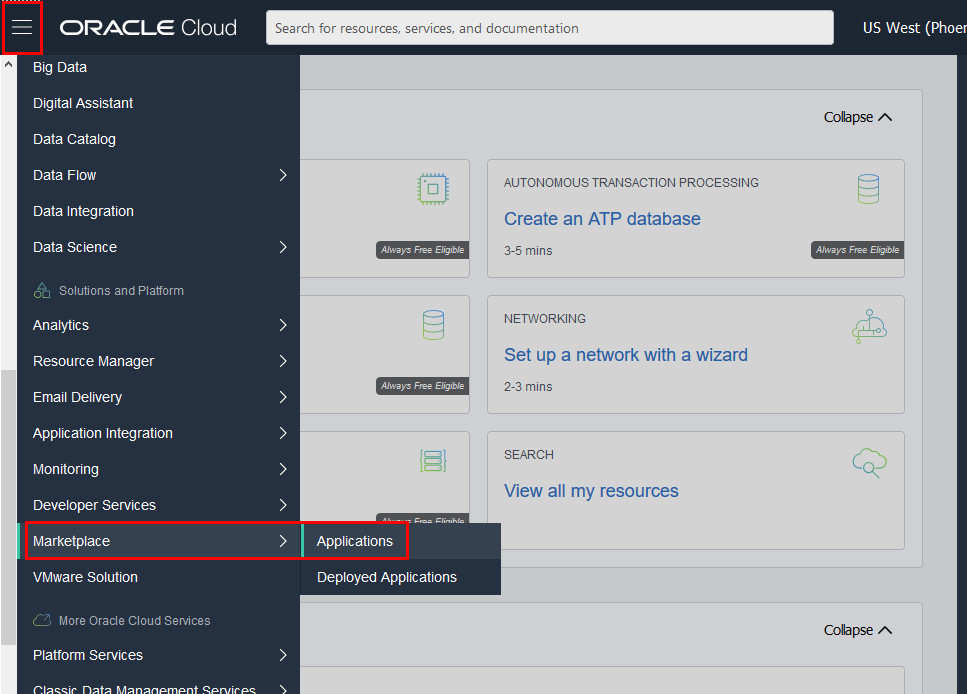 ORACLE Cloud
Search for resources, services, and documentation
US West (Phoen
Big Data
Digital Assistant
Data Catalog
Data Flow
Data Integration
Data Science
Solutions and Platform
Analytics
Resource Manager
Email Delivery
Application Integration
Monitoring
Developer Services
Marketplace
VMware Solution
More Oracle Cloud Services
Platform Services
Classic Data Management Services
Applications
Deployed Applications
Collapse
Always Free Eligible
AUTONOMOUS TRANSACTION PROCESSING
Create an ATP database
3-5 mins
Always Free Eligible
Always Free Eligible
NETWORKING
Set up a network with a wizard
2-3 mins
Always Free Eligible
SEARCH
View all my resources
Collapse